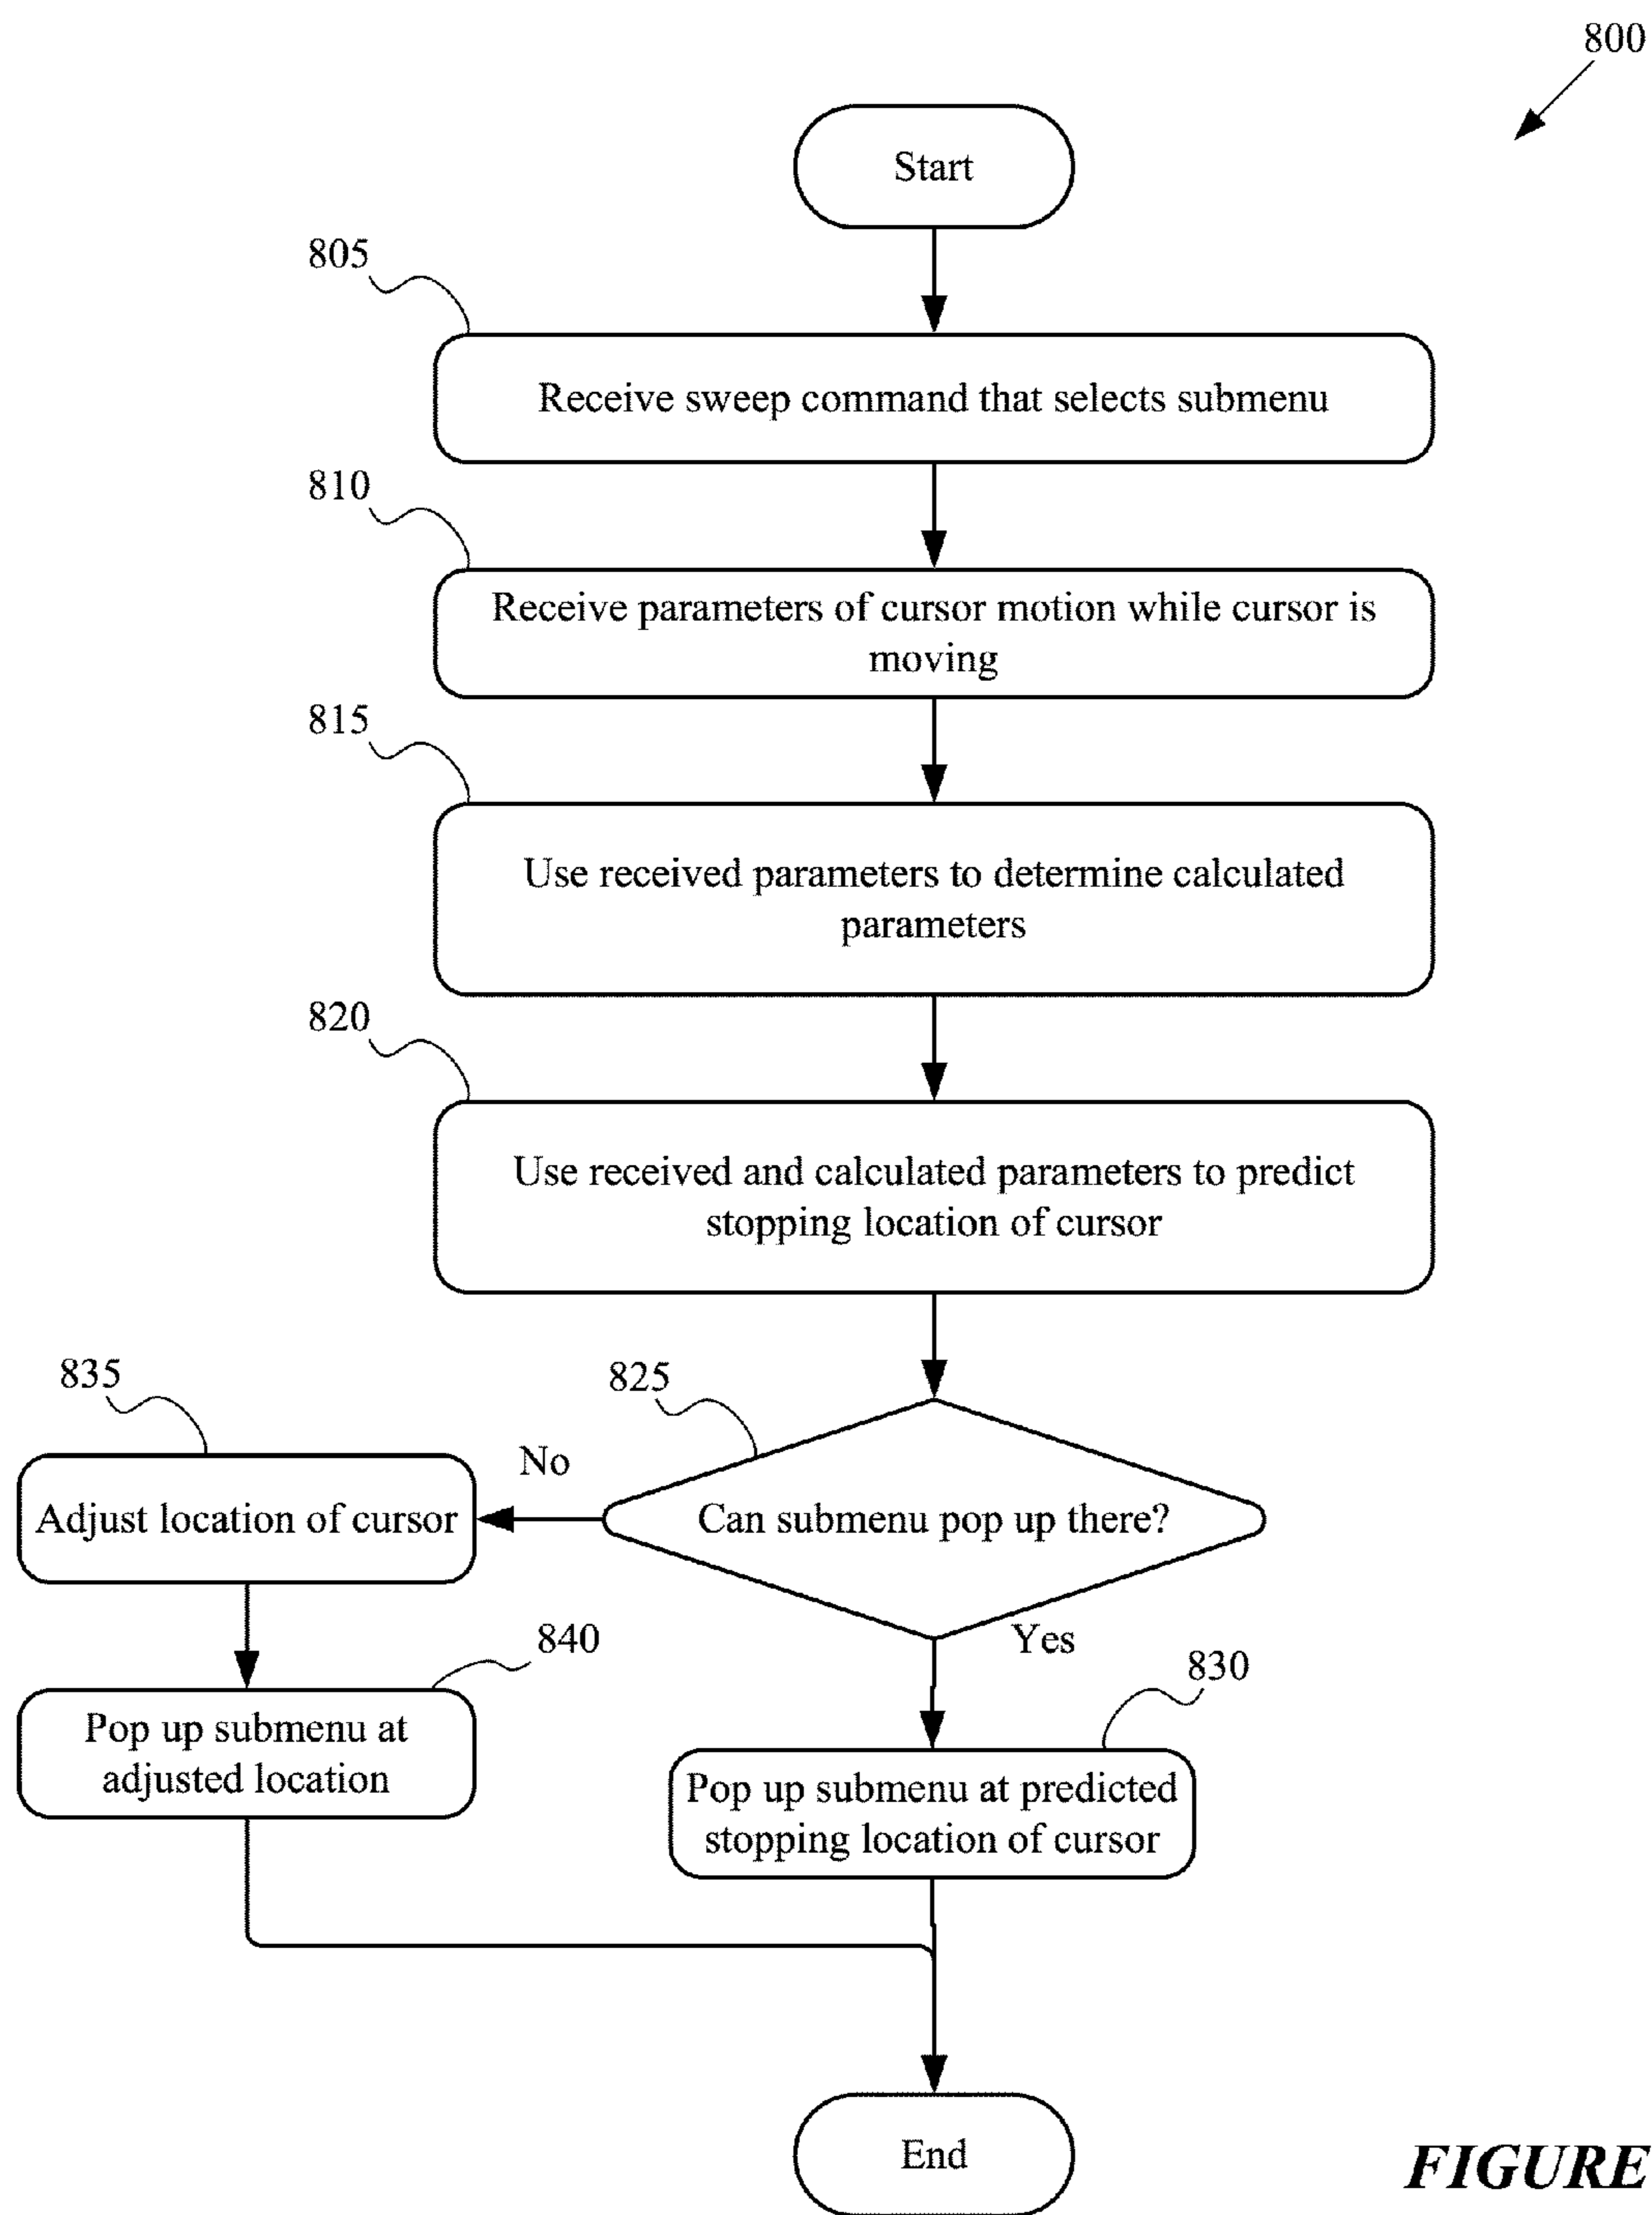 800
Start
805
Receive sweep command that selects submenu
810
Receive parameters of cursor motion while cursor is
moving
815
Use received parameters to determine calculated
parameters
820
Use received and calculated parameters to predict
stopping location of cursor
825
Can submenu pop up there?
No
835
Adjust location of cursor
840
Pop up submenu at
adjusted location
Yes
830
Pop up submenu at predicted
stopping location of cursor
End
FIGURE